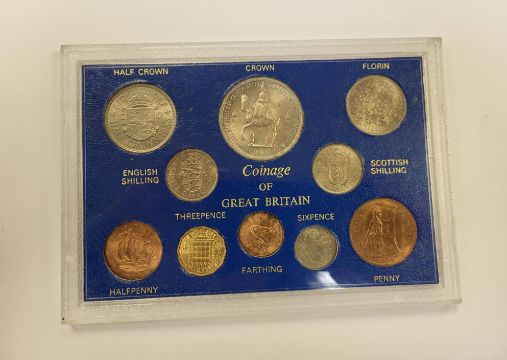 HALF CROWN
CROWN
FLORIN
ENGLISH
SHILLING
Coinage
OF
GREAT BRITAIN
SCOTTISH
SHILLING
THREEPENCE
SIXPENCE
HALFPENNY
FARTHING
PENNY